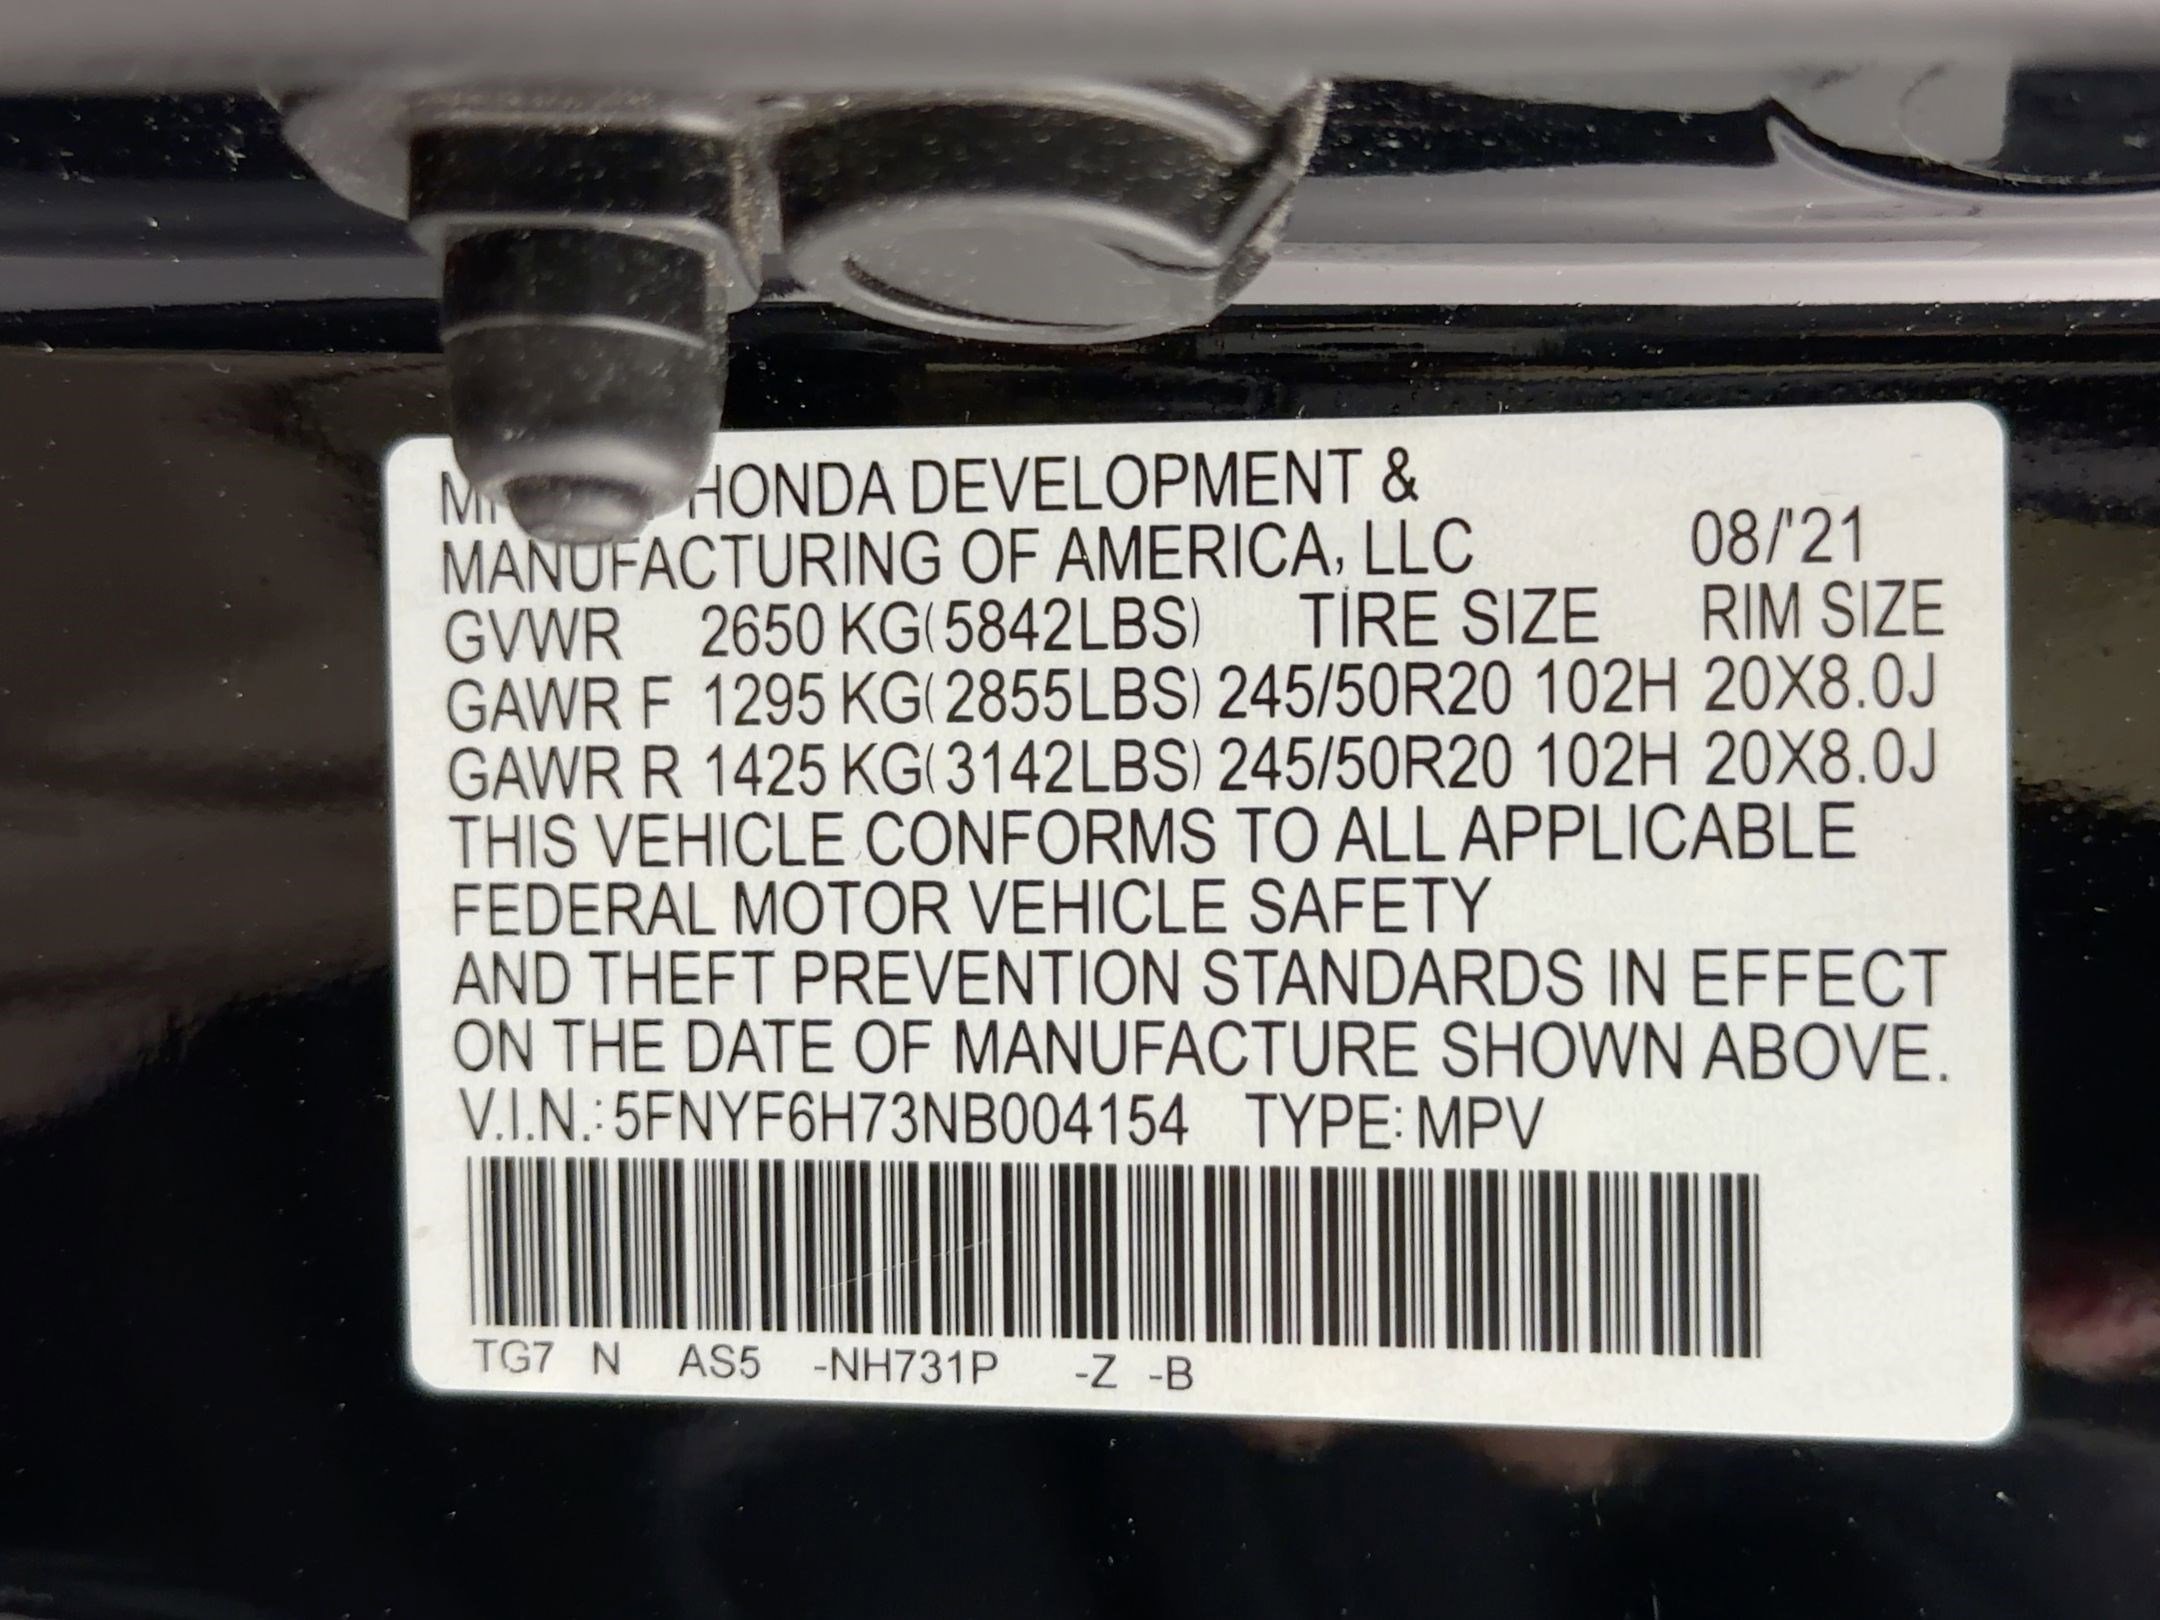 HONDA DEVELOPMENT &
MANUFACTURING OF AMERICA, LLC 08/'21
GVWR 2650 KG(5842LBS) TIRE SIZE RIM SIZE
GAWR F 1295 KG(2855LBS) 245/50R20 102H 20X8.0J
GAWR R 1425 KG(3142LBS) 245/50R20 102H 20X8.0J
THIS VEHICLE CONFORMS TO ALL APPLICABLE
FEDERAL MOTOR VEHICLE SAFETY
AND THEFT PREVENTION STANDARDS IN EFFECT
ON THE DATE OF MANUFACTURE SHOWN ABOVE.
V.I.N.: 5FNYF6H73NB004154 TYPE: MPV
TG7 N AS5 -NH731P -Z -B